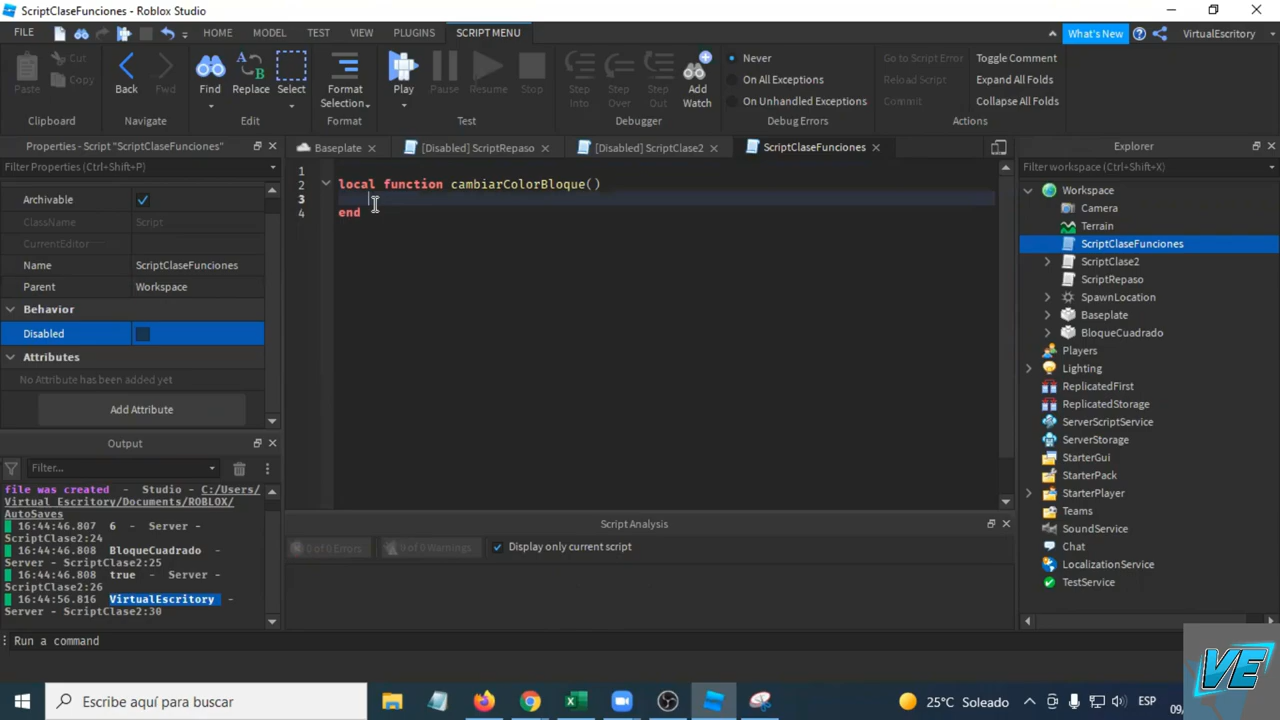 ScriptClaseFunciones - Roblox Studio
FILE HOME MODEL TEST VIEW PLUGINS SCRIPT MENU What's New VirtualEscritory
Paste Cut Copy Back Fwd Find Replace Select Format Selection... Play Pause Resume Stop Step Into Step Over Step Out Add Watch
Never
On All Exceptions
On Unhandled Exceptions
Go to Script Error
Reload Script
Commit
Toggle Comment
Expand All Folds
Collapse All Folds
Clipboard Navigate Edit Format Test Debugger Debug Errors Actions
Properties - Script "ScriptClaseFunciones"
Filter Properties (Ctrl+Shift+P)
Archivable
ClassName Script
CurrentEditor
Name ScriptClaseFunciones
Parent Workspace
Behavior
Disabled
Attributes
No Attribute has been added yet
Add Attribute
Output
Filter...
file was created - Studio - C:/Users/
Virtual Escritory/Documents/ROBLOX/
AutoSaves
16:44:46.807 6 - Server -
ScriptClase2:24
16:44:46.808 BloqueCuadrado -
Server - ScriptClase2:25
16:44:46.808 true - Server -
ScriptClase2:26
16:44:56.816 VirtualEscritory -
Server - ScriptClase2:30
Baseplate [Disabled] ScriptRepaso [Disabled] ScriptClase2 ScriptClaseFunciones
1
2 local function cambiarColorBloque()
3
4 end
Script Analysis
0 of 0 Errors 0 of 0 Warnings Display only current script
Explorer
Filter workspace (Ctrl+Shift+X)
Workspace
Camera
Terrain
ScriptClaseFunciones
ScriptClase2
ScriptRepaso
SpawnLocation
Baseplate
BloqueCuadrado
Players
Lighting
ReplicatedFirst
ReplicatedStorage
ServerScriptService
ServerStorage
StarterGui
StarterPack
StarterPlayer
Teams
SoundService
Chat
LocalizationService
TestService
Run a command
Escribe aquí para buscar
25°C Soleado
ESP
09/
VE